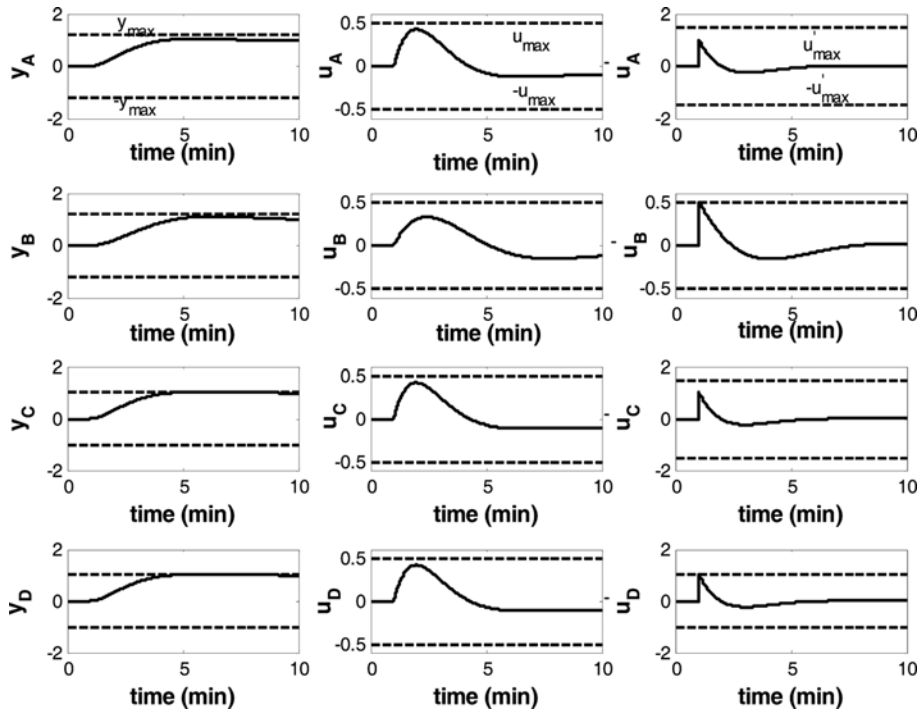 2
0
-2
y_A
y_max
-y_max
0 5 10
time (min)
0.5
0
-0.5
u_A
u_max
-u_max
0 5 10
time (min)
2
0
-2
u'_A
u'_max
-u'_max
0 5 10
time (min)
2
0
-2
y_B
0 5 10
time (min)
0.5
0
-0.5
u_B
0 5 10
time (min)
0.5
0
-0.5
u'_B
0 5 10
time (min)
2
0
-2
y_C
0 5 10
time (min)
0.5
0
-0.5
u_C
0 5 10
time (min)
2
0
-2
u'_C
0 5 10
time (min)
2
0
-2
y_D
0 5 10
time (min)
0.5
0
-0.5
u_D
0 5 10
time (min)
2
0
-2
u'_D
0 5 10
time (min)